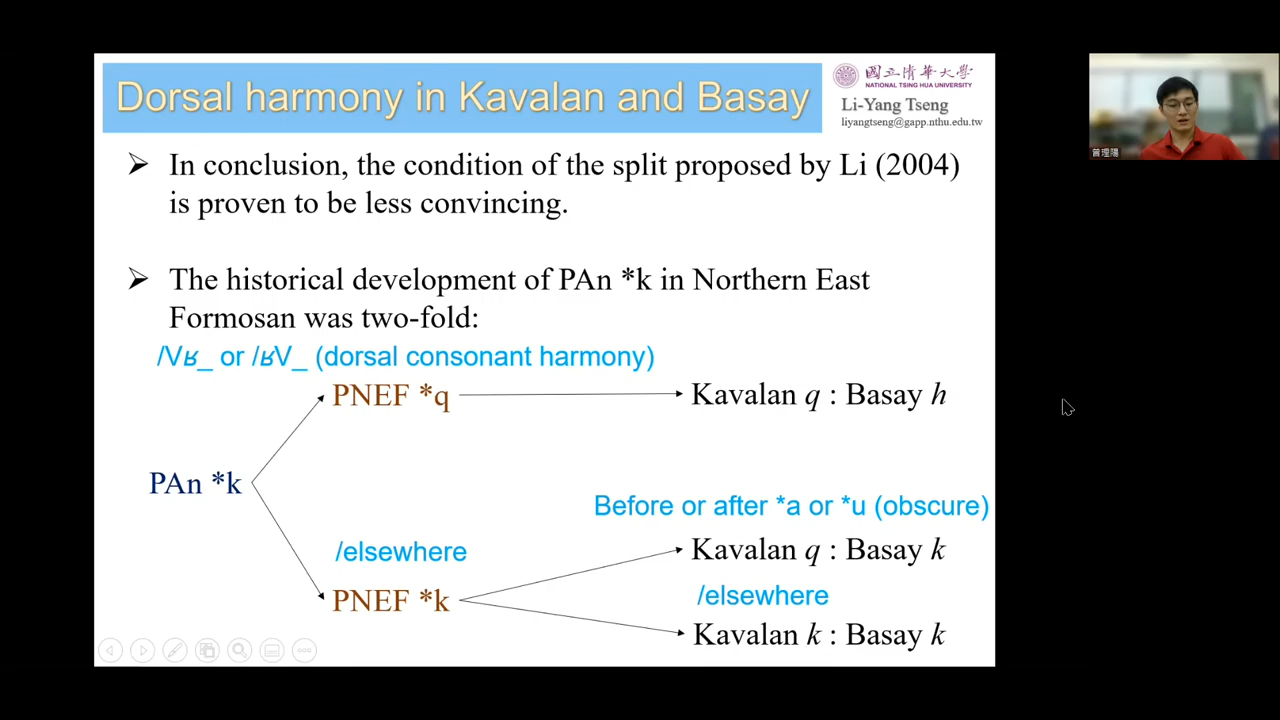 Dorsal harmony in Kavalan and Basay
國立清華大學
NATIONAL TSING HUA UNIVERSITY
Li-Yang Tseng
liyangtseng@gapp.nthu.edu.tw
➢ In conclusion, the condition of the split proposed by Li (2004)
is proven to be less convincing.
➢ The historical development of PAn *k in Northern East
Formosan was two-fold:
/Vʁ_ or /ʁV_ (dorsal consonant harmony)
PNEF *q
Kavalan q : Basay h
PAn *k
Before or after *a or *u (obscure)
/elsewhere
Kavalan q : Basay k
PNEF *k
/elsewhere
Kavalan k : Basay k
曾理陽